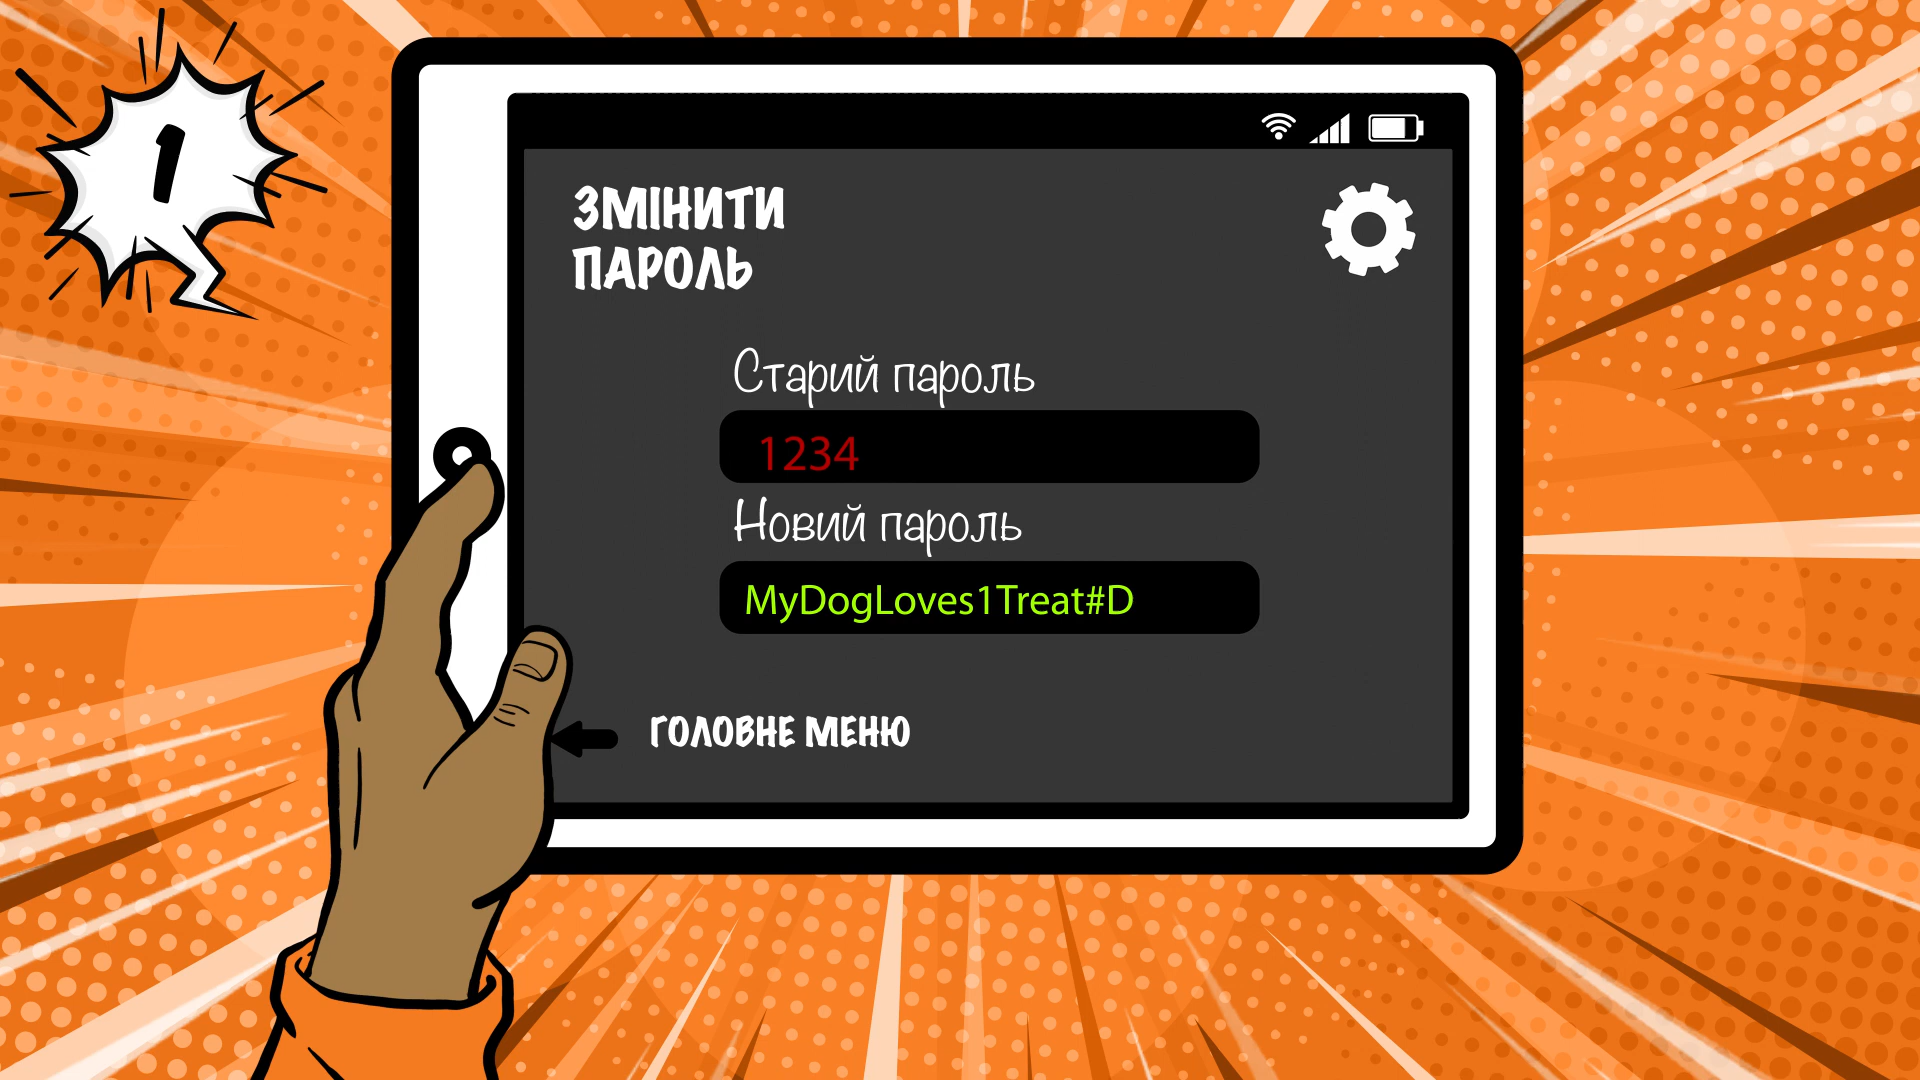 1
ЗМІНИТИ
ПАРОЛЬ
Старий пароль
1234
Новий пароль
MyDogLoves1Treat#D
ГОЛОВНЕ МЕНЮ